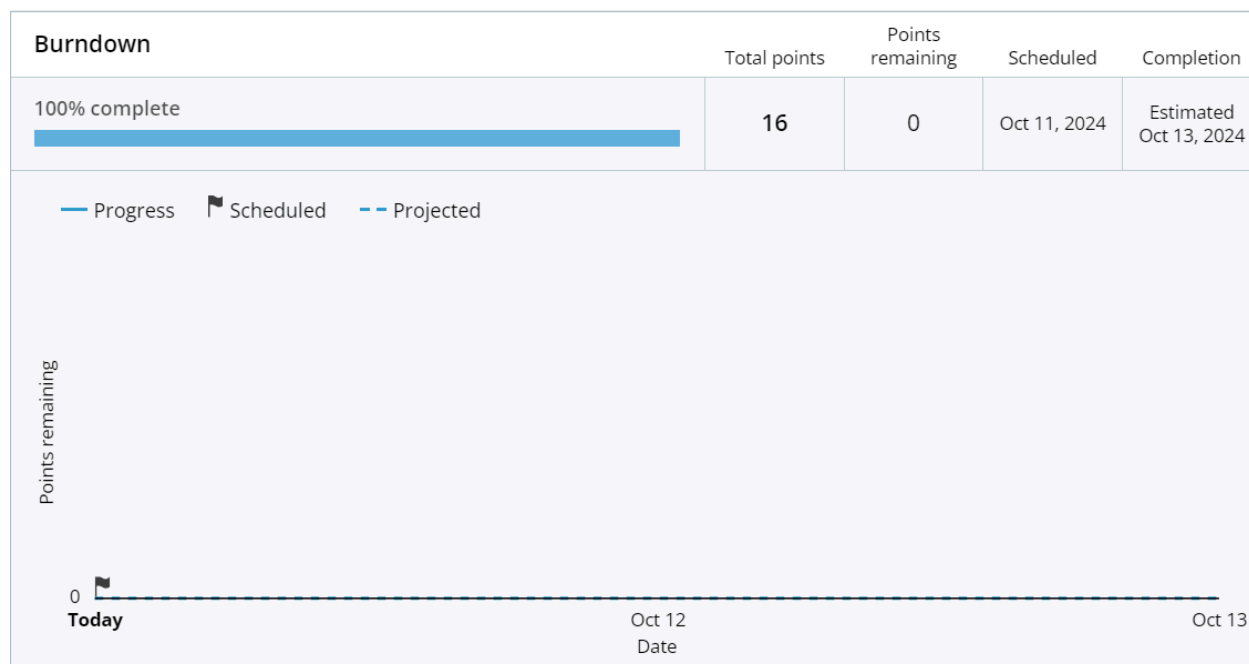 Burndown
Total points
Points
remaining
Scheduled
Completion
100% complete
16
0
Oct 11, 2024
Estimated
Oct 13, 2024
Progress
Scheduled
Projected
Points remaining
0
Today
Oct 12
Oct 13
Date